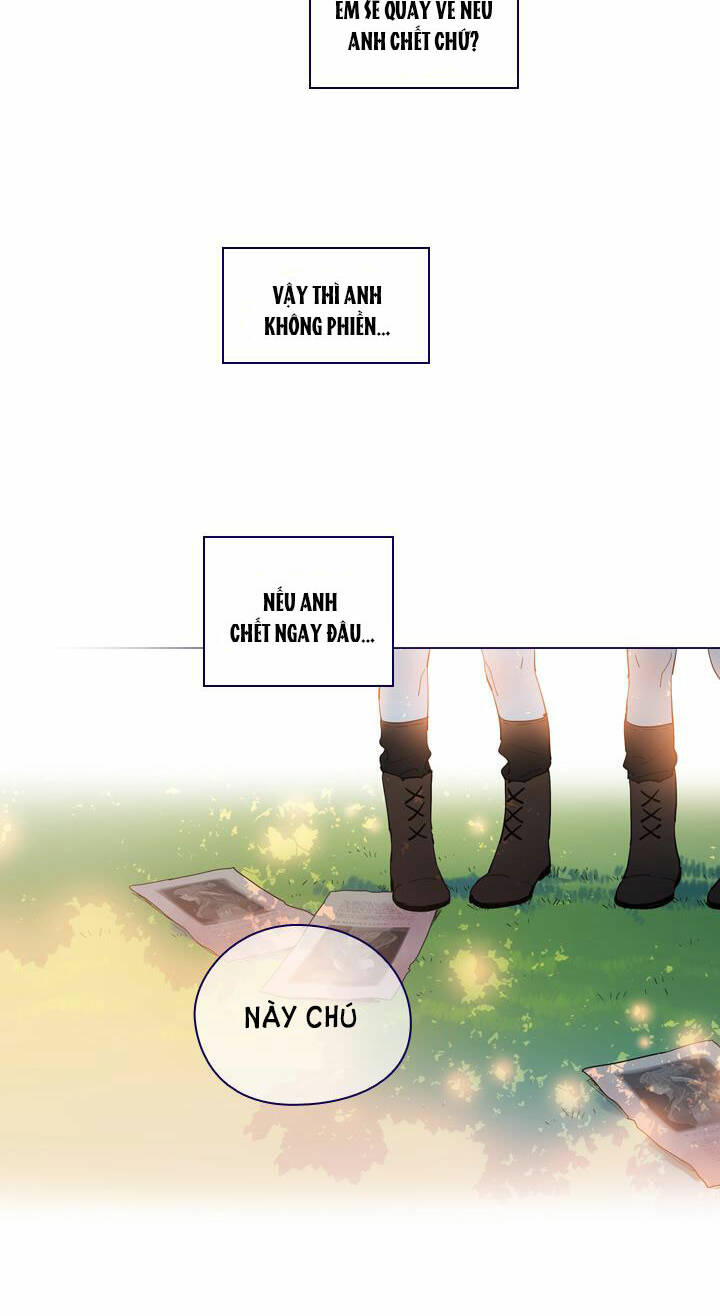 EM SẼ QUAY VỀ NẾU
ANH CHẾT CHỨ?
VẬY THÌ ANH
KHÔNG PHIỀN...
NẾU ANH
CHẾT NGAY ĐÂU...
NÀY CHÚ